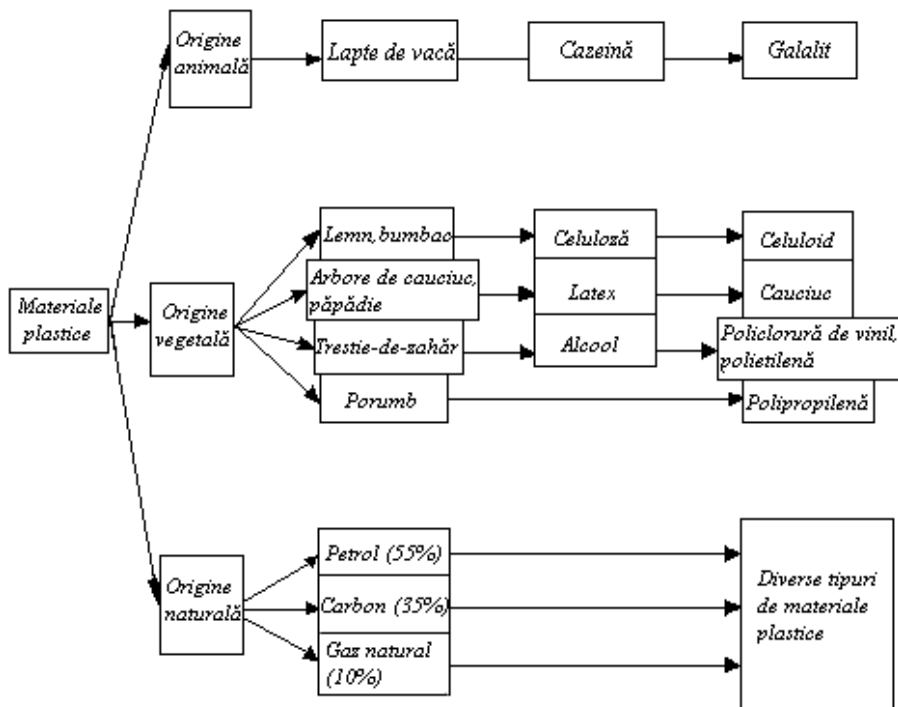 Origine
animală
Lapte de vacă
Cazeină
Galalit
Materiale
plastice
Origine
vegetală
Lemn,bumbac
Celuloză
Celuloid
Arbore de cauciuc,
păpădie
Latex
Cauciuc
Trestie-de-zahăr
Alcool
Policlorură de vinil,
polietilenă
Porumb
Polipropilenă
Origine
naturală
Petrol (55%)
Carbon (35%)
Gaz natural
(10%)
Diverse tipuri
de materiale
plastice